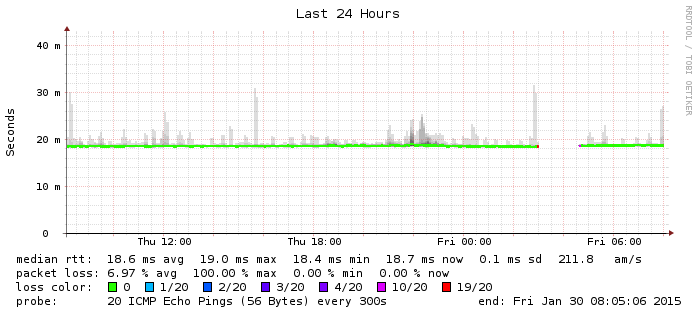 Last 24 Hours
RRDTOOL / TOBI OETIKER
Seconds
40 m
30 m
20 m
10 m
0
Thu 12:00 Thu 18:00 Fri 00:00 Fri 06:00
median rtt: 18.6 ms avg 19.0 ms max 18.4 ms min 18.7 ms now 0.1 ms sd 211.8 am/s
packet loss: 6.97 % avg 100.00 % max 0.00 % min 0.00 % now
loss color: 0 1/20 2/20 3/20 4/20 10/20 19/20
probe: 20 ICMP Echo Pings (56 Bytes) every 300s end: Fri Jan 30 08:05:06 2015